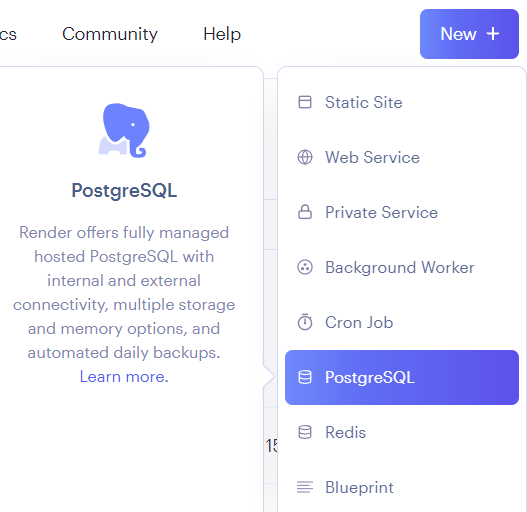 cs
Community
Help
New +
PostgreSQL
Render offers fully managed
hosted PostgreSQL with
internal and external
connectivity, multiple storage
and memory options, and
automated daily backups.
Learn more.
15
Static Site
Web Service
Private Service
Background Worker
Cron Job
PostgreSQL
Redis
Blueprint